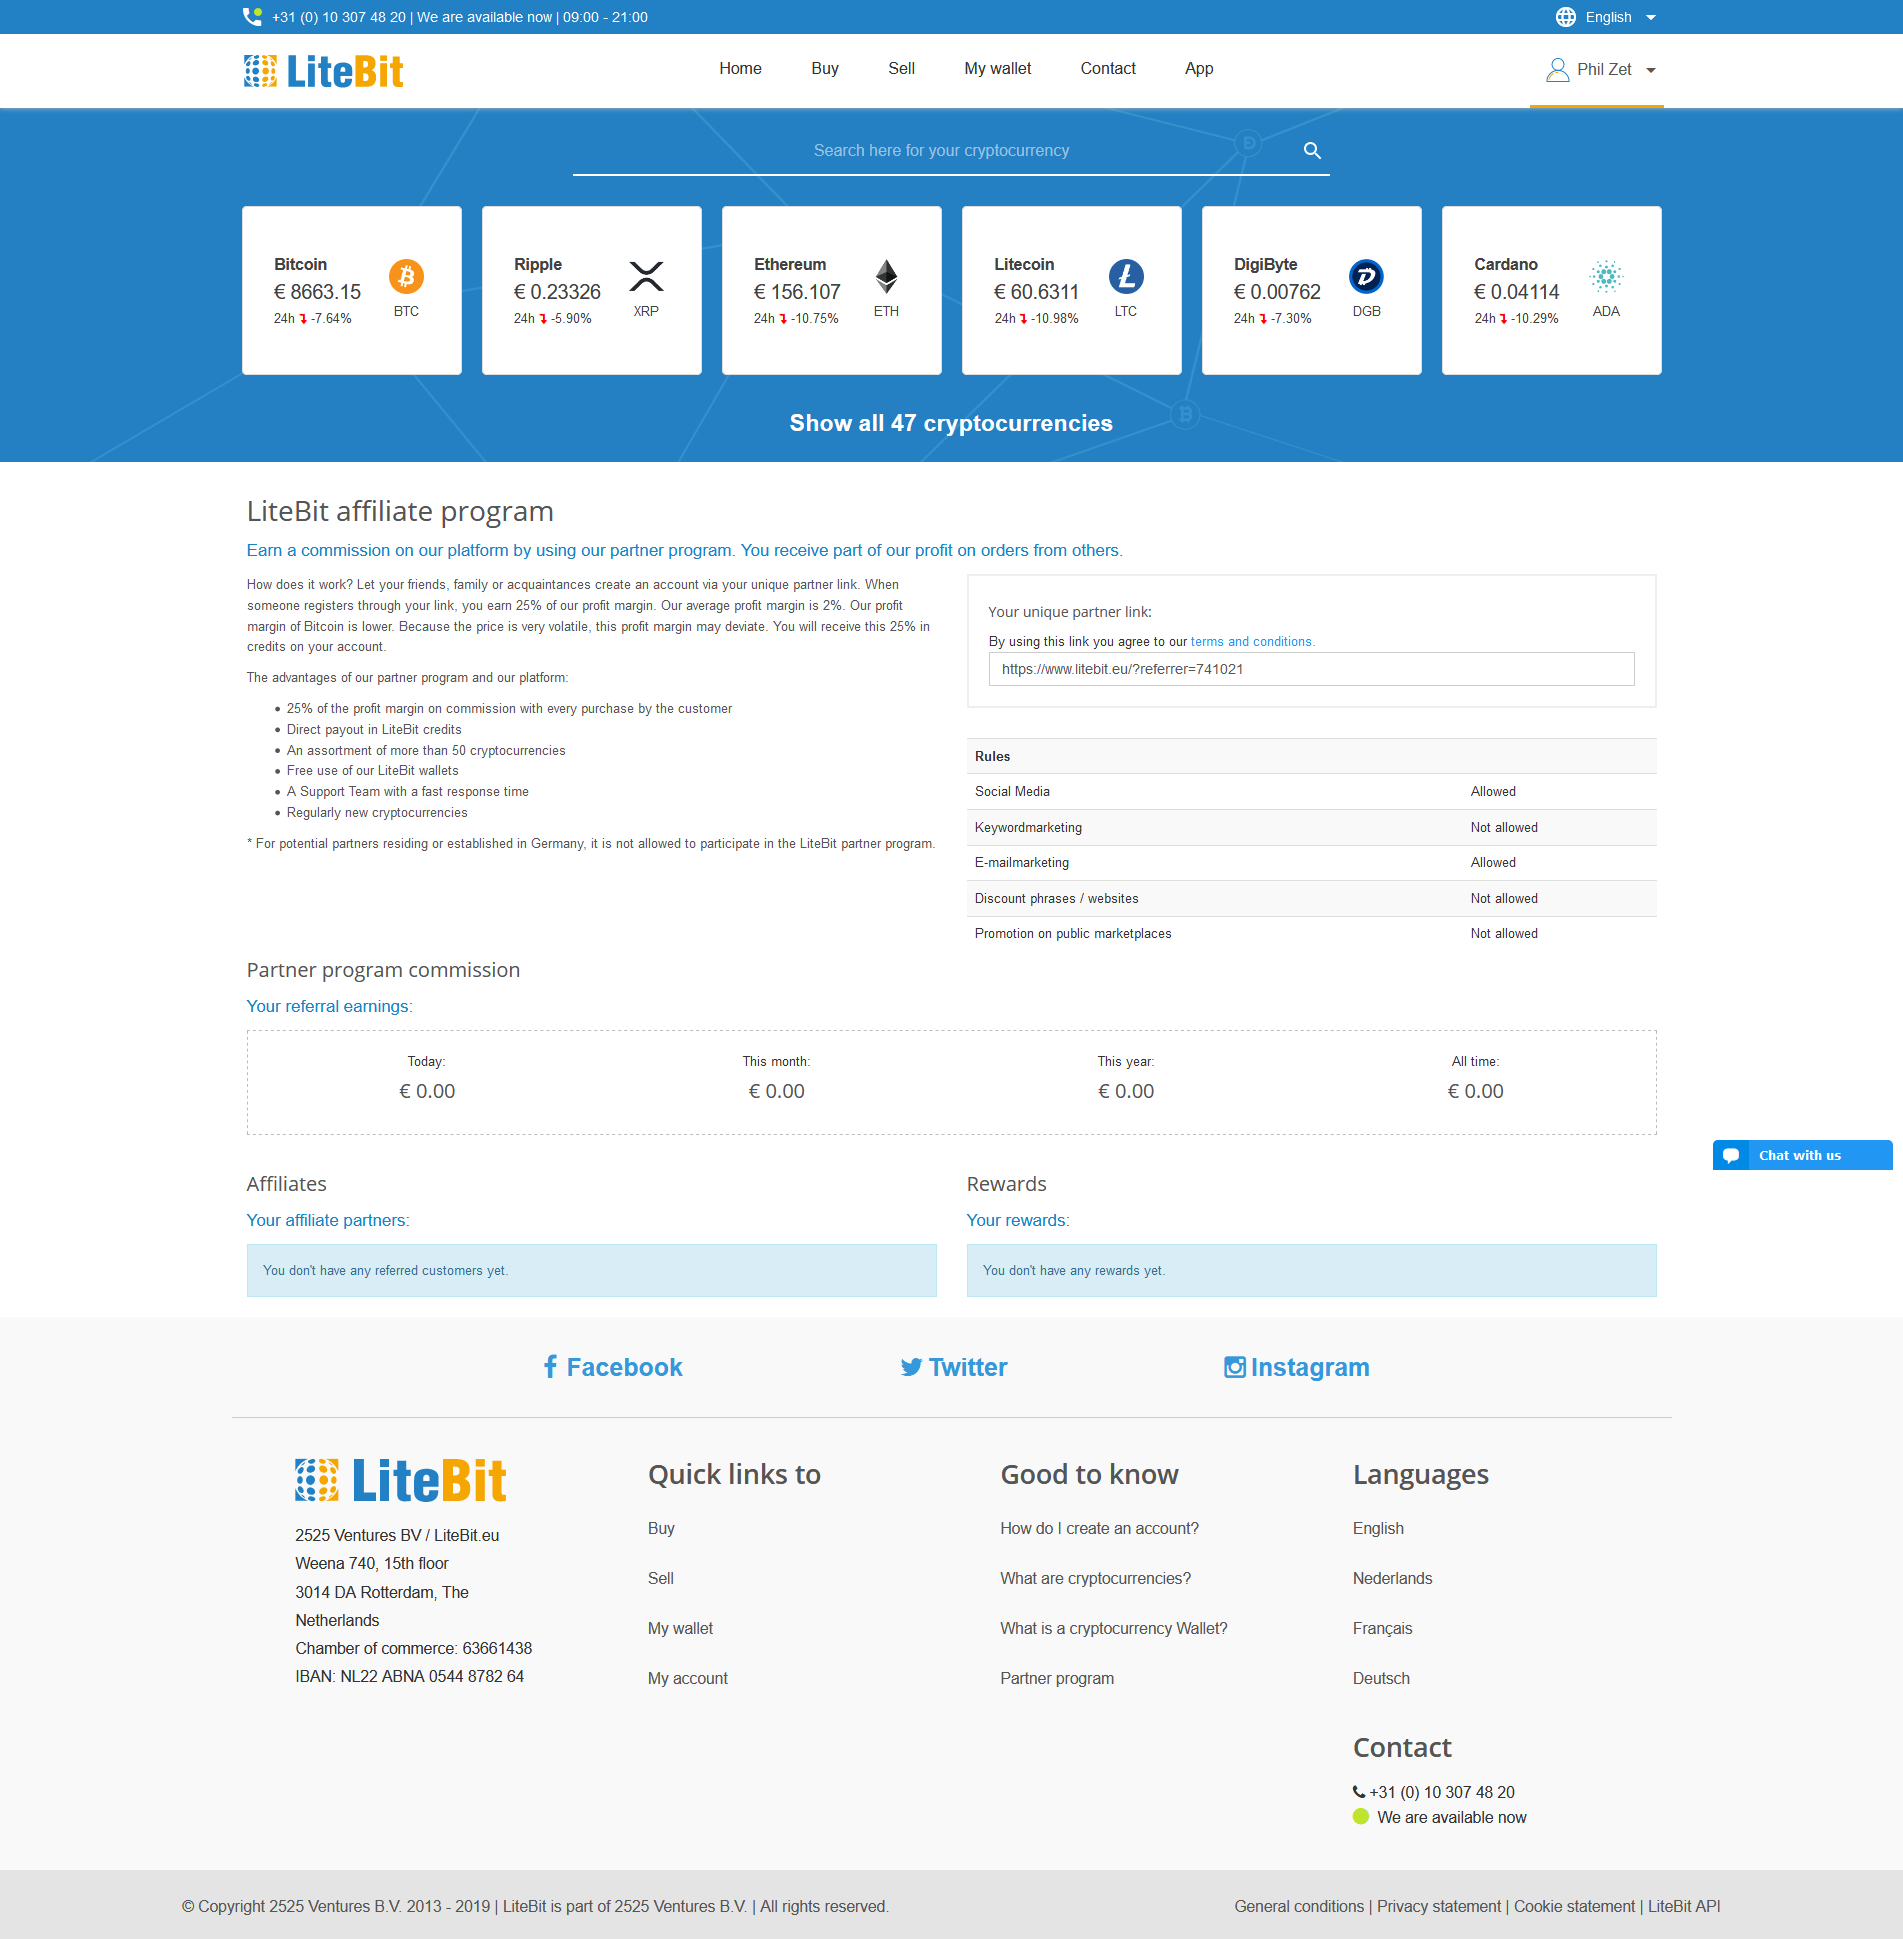 +31 (0) 10 307 48 20 | We are available now | 09:00 - 21:00
English
LiteBit
Home
Buy
Sell
My wallet
Contact
App
Phil Zet
Search here for your cryptocurrency
Bitcoin
€ 8663.15
24h -7.64%
BTC
Ripple
€ 0.23326
24h -5.90%
XRP
Ethereum
€ 156.107
24h -10.75%
ETH
Litecoin
€ 60.6311
24h -10.98%
LTC
DigiByte
€ 0.00762
24h -7.30%
DGB
Cardano
€ 0.04114
24h -10.29%
ADA
Show all 47 cryptocurrencies
LiteBit affiliate program
Earn a commission on our platform by using our partner program. You receive part of our profit on orders from others.
How does it work? Let your friends, family or acquaintances create an account via your unique partner link. When
someone registers through your link, you earn 25% of our profit margin. Our average profit margin is 2%. Our profit
margin of Bitcoin is lower. Because the price is very volatile, this profit margin may deviate. You will receive this 25% in
credits on your account.
The advantages of our partner program and our platform:
• 25% of the profit margin on commission with every purchase by the customer
• Direct payout in LiteBit credits
• An assortment of more than 50 cryptocurrencies
• Free use of our LiteBit wallets
• A Support Team with a fast response time
• Regularly new cryptocurrencies
* For potential partners residing or established in Germany, it is not allowed to participate in the LiteBit partner program.
Your unique partner link:
By using this link you agree to our terms and conditions.
https://www.litebit.eu/?referrer=741021
Rules
Social Media Allowed
Keywordmarketing Not allowed
E-mailmarketing Allowed
Discount phrases / websites Not allowed
Promotion on public marketplaces Not allowed
Partner program commission
Your referral earnings:
Today:
€ 0.00
This month:
€ 0.00
This year:
€ 0.00
All time:
€ 0.00
Chat with us
Affiliates
Your affiliate partners:
You don't have any referred customers yet.
Rewards
Your rewards:
You don't have any rewards yet.
Facebook
Twitter
Instagram
LiteBit
2525 Ventures BV / LiteBit.eu
Weena 740, 15th floor
3014 DA Rotterdam, The
Netherlands
Chamber of commerce: 63661438
IBAN: NL22 ABNA 0544 8782 64
Quick links to
Buy
Sell
My wallet
My account
Good to know
How do I create an account?
What are cryptocurrencies?
What is a cryptocurrency Wallet?
Partner program
Languages
English
Nederlands
Français
Deutsch
Contact
+31 (0) 10 307 48 20
We are available now
© Copyright 2525 Ventures B.V. 2013 - 2019 | LiteBit is part of 2525 Ventures B.V. | All rights reserved.
General conditions | Privacy statement | Cookie statement | LiteBit API